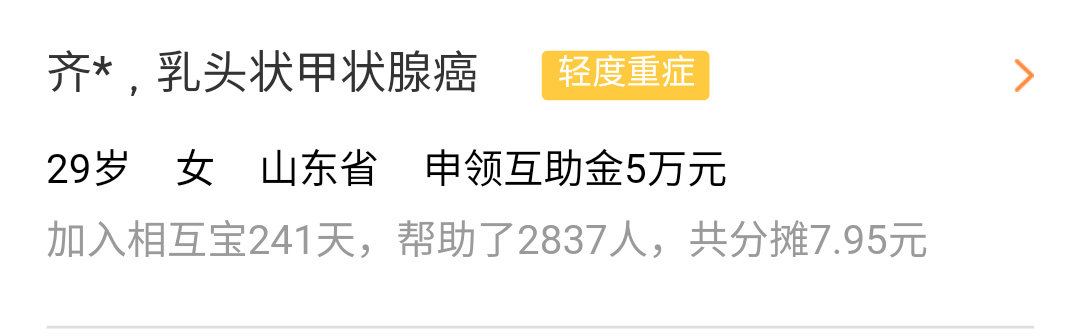 齐*，乳头状甲状腺癌 轻度重症
29岁 女 山东省 申领互助金5万元
加入相互宝241天，帮助了2837人，共分摊7.95元